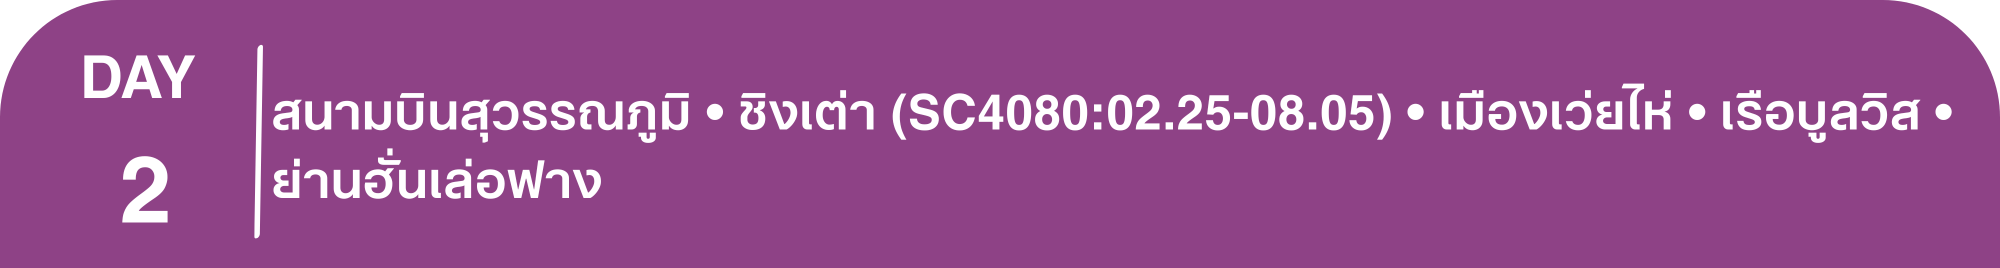 DAY
2
สนามบินสุวรรณภูมิ • ชิงเต่า (SC4080:02.25-08.05) • เมืองเว่ยไห่ • เรือบูลวิส •
ย่านฮั่นเล่อฟาง